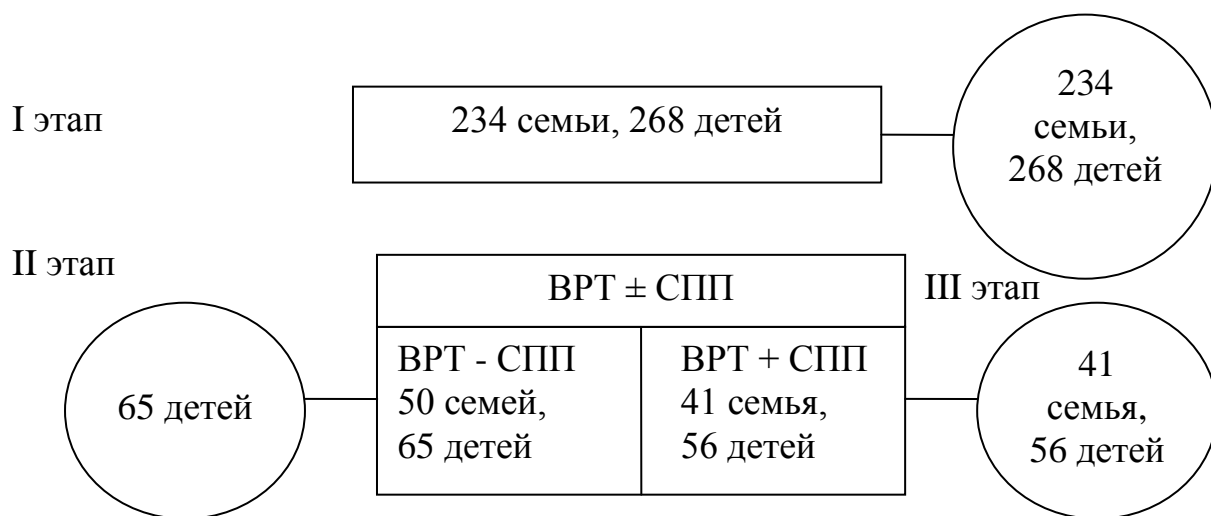 I этап
234 семьи, 268 детей
234
семьи,
268 детей
II этап
ВРТ ± СПП
III этап
65 детей
ВРТ - СПП
50 семей,
65 детей
ВРТ + СПП
41 семья,
56 детей
41
семья,
56 детей